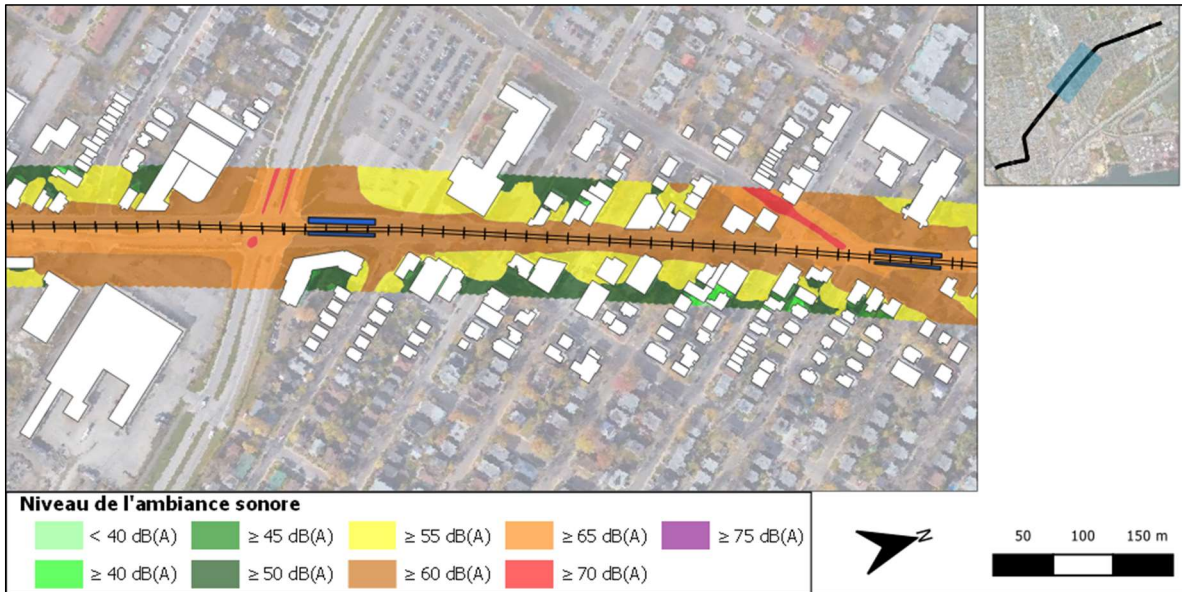 Niveau de l'ambiance sonore
< 40 dB(A) ≥ 45 dB(A) ≥ 55 dB(A) ≥ 65 dB(A) ≥ 75 dB(A)
≥ 40 dB(A) ≥ 50 dB(A) ≥ 60 dB(A) ≥ 70 dB(A)
N
50 100 150 m